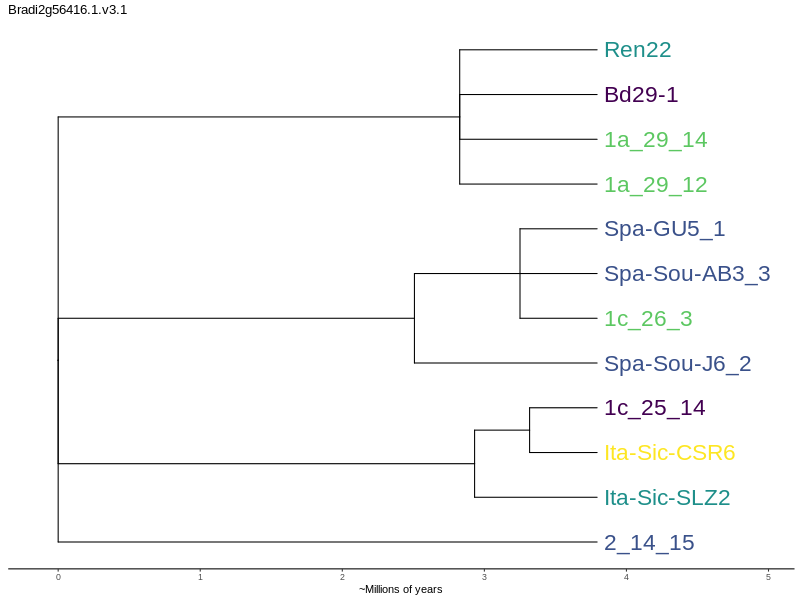 Bradi2g56416.1.v3.1
Ren22
Bd29-1
1a_29_14
1a_29_12
Spa-GU5_1
Spa-Sou-AB3_3
1c_26_3
Spa-Sou-J6_2
1c_25_14
Ita-Sic-CSR6
Ita-Sic-SLZ2
2_14_15
0 1 2 3 4 5
~Millions of years